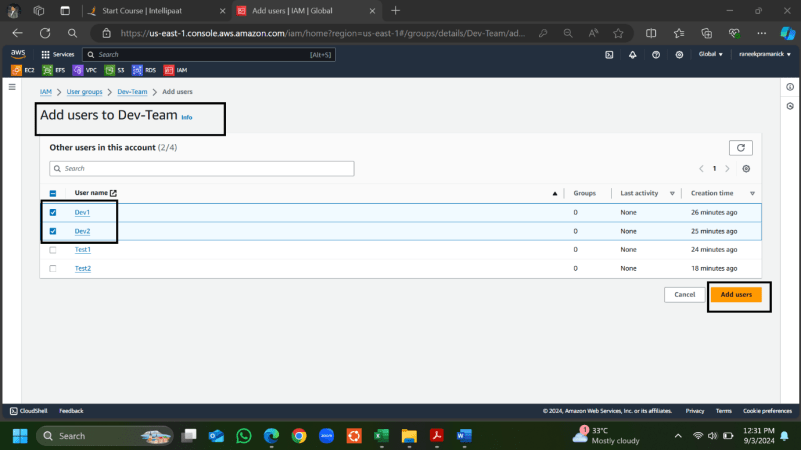 Start Course | Intellipaat
Add users | IAM | Global
https://us-east-1.console.aws.amazon.com/iam/home?region=us-east-1#/groups/details/Dev-Team/ad...
aws
Services
Search
[Alt+S]
Global
raneekpramanick
EC2
EFS
VPC
S3
RDS
IAM
IAM > User groups > Dev-Team > Add users
Add users to Dev-Team Info
Other users in this account (2/4)
Search
1
User name Groups Last activity Creation time
Dev1 0 None 26 minutes ago
Dev2 0 None 25 minutes ago
Test1 0 None 24 minutes ago
Test2 0 None 18 minutes ago
Cancel Add users
CloudShell Feedback © 2024, Amazon Web Services, Inc. or its affiliates. Privacy Terms Cookie preferences
Search
zoom
1
33°C
Mostly cloudy
12:31 PM
9/3/2024